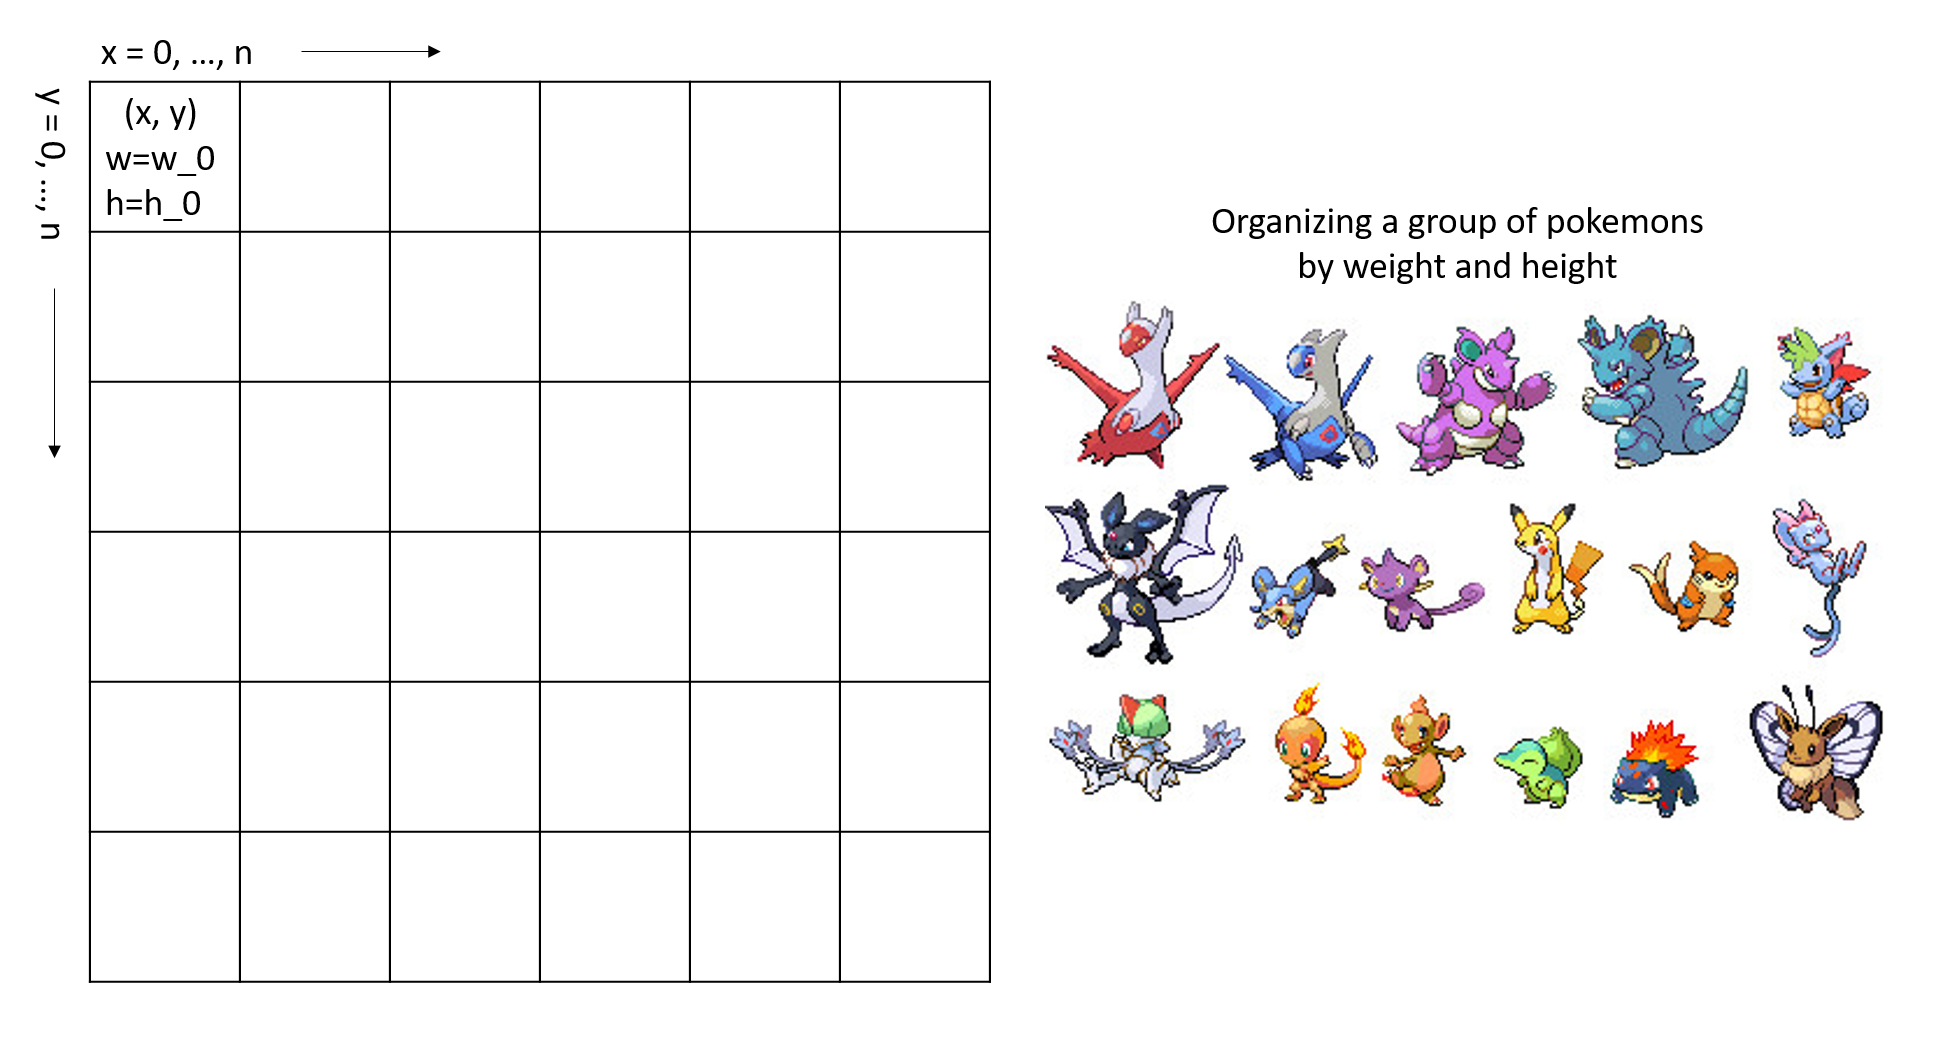 x = 0, ..., n
y = 0, ..., n
(x, y)
w=w_0
h=h_0
Organizing a group of pokemons
by weight and height